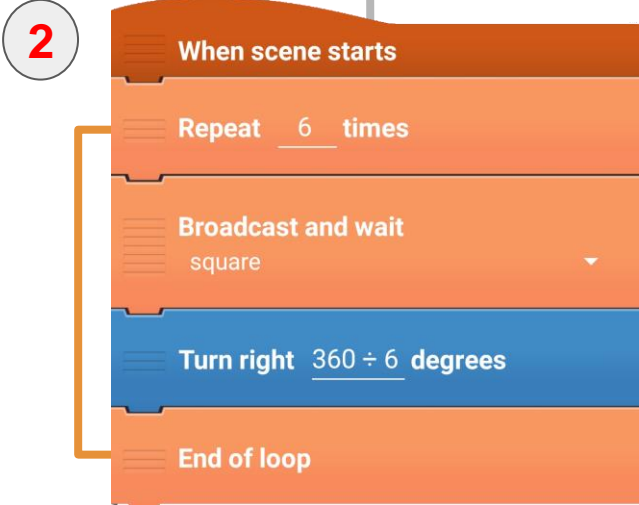 2
When scene starts
Repeat 6 times
Broadcast and wait
square
Turn right 360 ÷ 6 degrees
End of loop